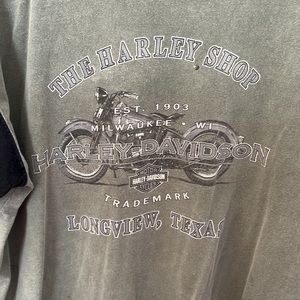 THE HARLEY SHOP
EST. 1903
MILWAUKEE • WI
HARLEY-DAVIDSON
HARLEY-DAVIDSON
TRADEMARK
LONGVIEW, TEXAS